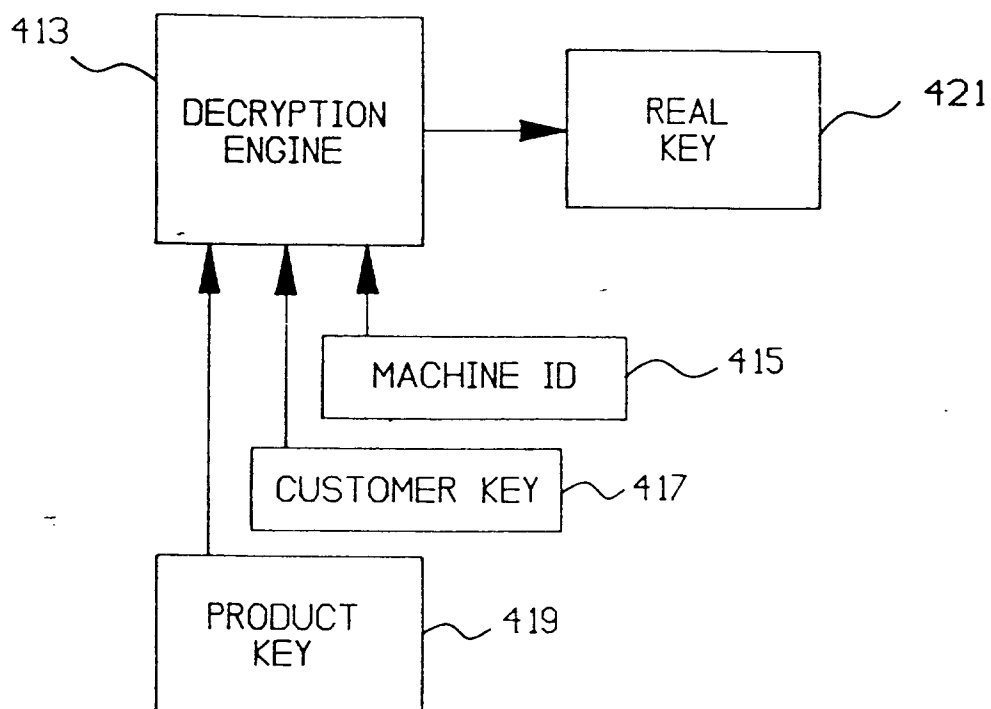 413
DECRYPTION
ENGINE
REAL
KEY
421
MACHINE ID
415
CUSTOMER KEY
417
PRODUCT
KEY
419